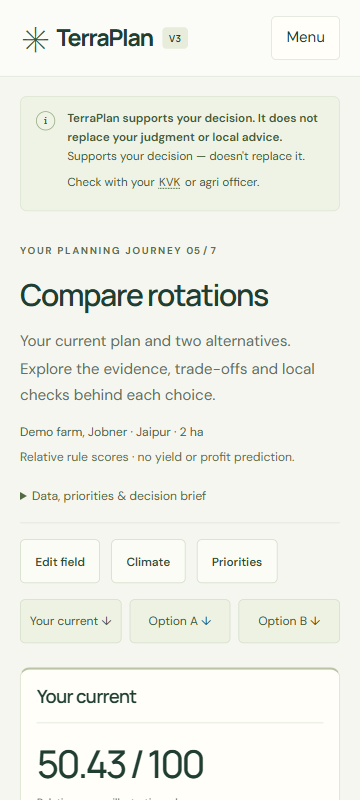 TerraPlan V3
Menu
TerraPlan supports your decision. It does not
replace your judgment or local advice.
Supports your decision — doesn't replace it.
Check with your KVK or agri officer.
YOUR PLANNING JOURNEY 05 / 7
Compare rotations
Your current plan and two alternatives.
Explore the evidence, trade-offs and local
checks behind each choice.
Demo farm, Jobner · Jaipur · 2 ha
Relative rule scores · no yield or profit prediction.
▶ Data, priorities & decision brief
Edit field
Climate
Priorities
Your current ↓
Option A ↓
Option B ↓
Your current
50.43 / 100